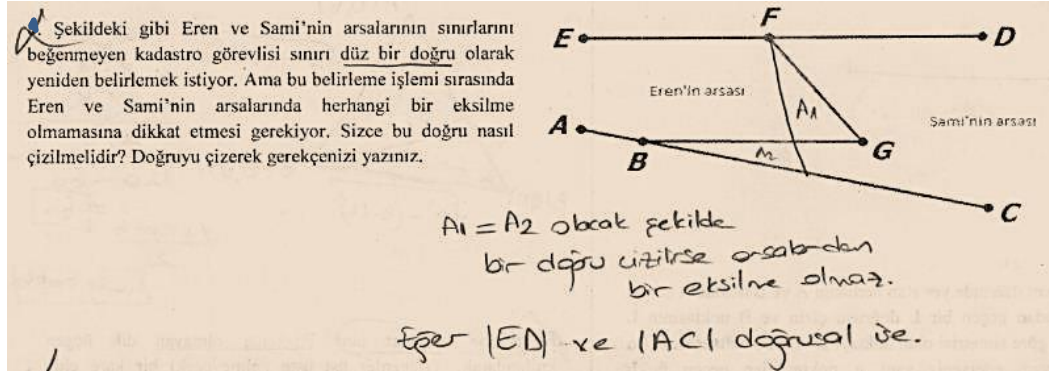 Şekildeki gibi Eren ve Sami'nin arsalarının sınırlarını
beğenmeyen kadastro görevlisi sınırı düz bir doğru olarak
yeniden belirlemek istiyor. Ama bu belirleme işlemi sırasında
Eren ve Sami'nin arsalarında herhangi bir eksilme
olmamasına dikkat etmesi gerekiyor. Sizce bu doğru nasıl
çizilmelidir? Doğruyu çizerek gerekçenizi yazınız.
F
E
D
Eren'in arsası
A1
Sami'nin arsası
A
B
A2
G
C
A1 = A2 olacak şekilde
bir doğru çizilirse arsalardan
bir eksilme olmaz.
Eğer |ED| ve |AC| doğrusal ise.